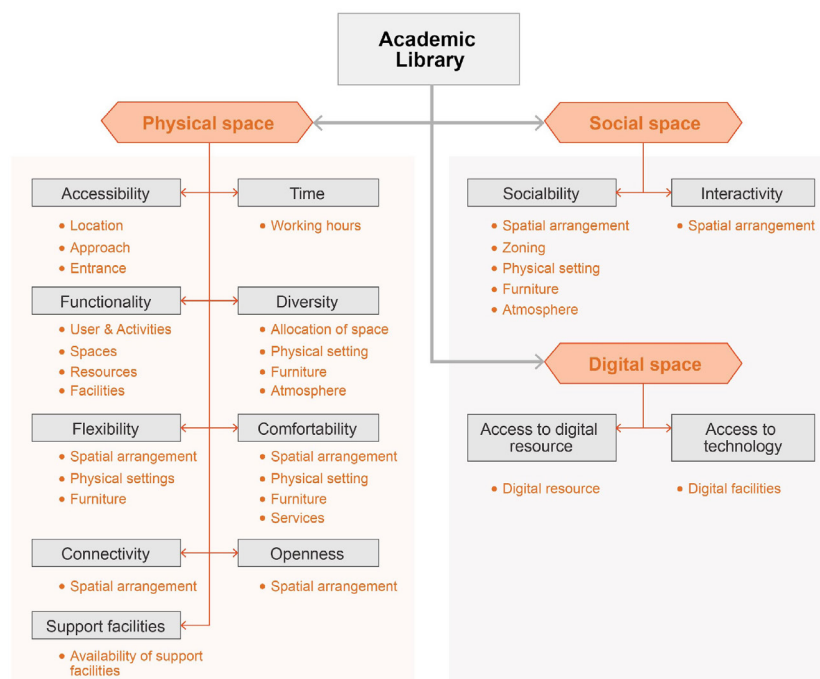 Academic
Library
Physical space
Social space
Accessibility
• Location
• Approach
• Entrance
Time
• Working hours
Functionality
• User & Activities
• Spaces
• Resources
• Facilities
Diversity
• Allocation of space
• Physical setting
• Furniture
• Atmosphere
Flexibility
• Spatial arrangement
• Physical settings
• Furniture
Comfortability
• Spatial arrangement
• Physical setting
• Furniture
• Services
Connectivity
• Spatial arrangement
Openness
• Spatial arrangement
Support facilities
• Availability of support
facilities
Socialbility
• Spatial arrangement
• Zoning
• Physical setting
• Furniture
• Atmosphere
Interactivity
• Spatial arrangement
Digital space
Access to digital
resource
• Digital resource
Access to
technology
• Digital facilities